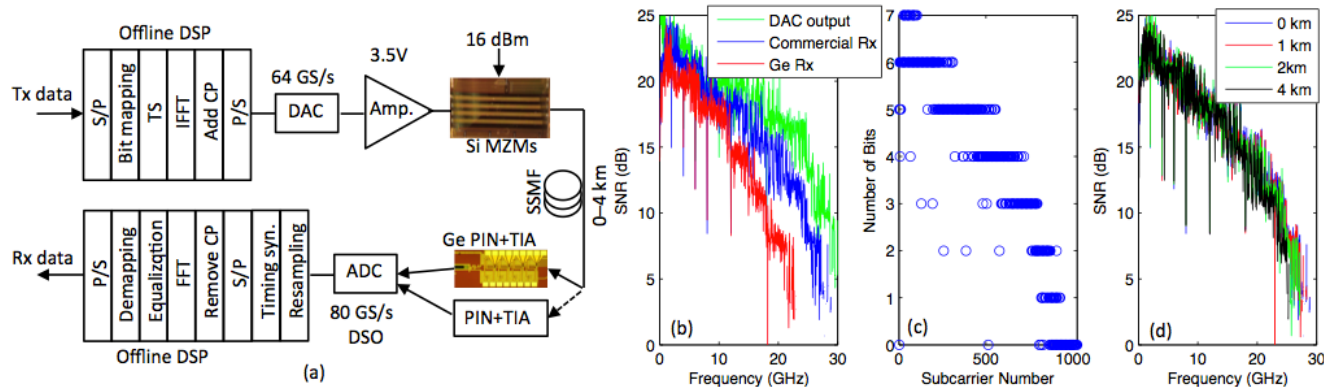 Offline DSP
Tx data
S/P
Bit mapping
TS
IFFT
Add CP
P/S
64 GS/s
DAC
3.5V
Amp.
16 dBm
Si MZMs
SSMF
0–4 km
Rx data
P/S
Demapping
Equalizqtion
FFT
Remove CP
S/P
Timing syn.
Resampling
Offline DSP
ADC
80 GS/s
DSO
Ge PIN+TIA
PIN+TIA
(a)
25
20
15
10
5
0
SNR (dB)
DAC output
Commercial Rx
Ge Rx
(b)
0 10 20 30
Frequency (GHz)
7
6
5
4
3
2
1
0
Number of Bits
(c)
0 500 1000
Subcarrier Number
25
20
15
10
5
0
SNR (dB)
0 km
1 km
2km
4 km
(d)
0 10 20 30
Frequency (GHz)